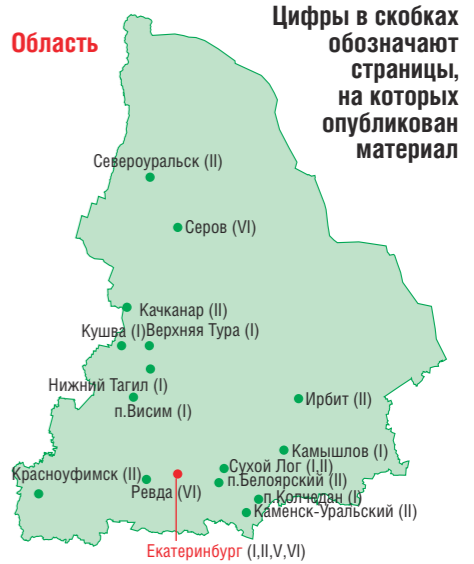 Область
Цифры в скобках
обозначают
страницы,
на которых
опубликован
материал
Североуральск (II)
Серов (VI)
Качканар (II)
Кушва (I)
Верхняя Тура (I)
Нижний Тагил (I)
п.Висим (I)
Ирбит (II)
Камышлов (I)
Сухой Лог (I,II)
п.Белоярский (II)
Красноуфимск (II)
Ревда (VI)
п.Колчедан (I)
Каменск-Уральский (II)
Екатеринбург (I,II,V,VI)